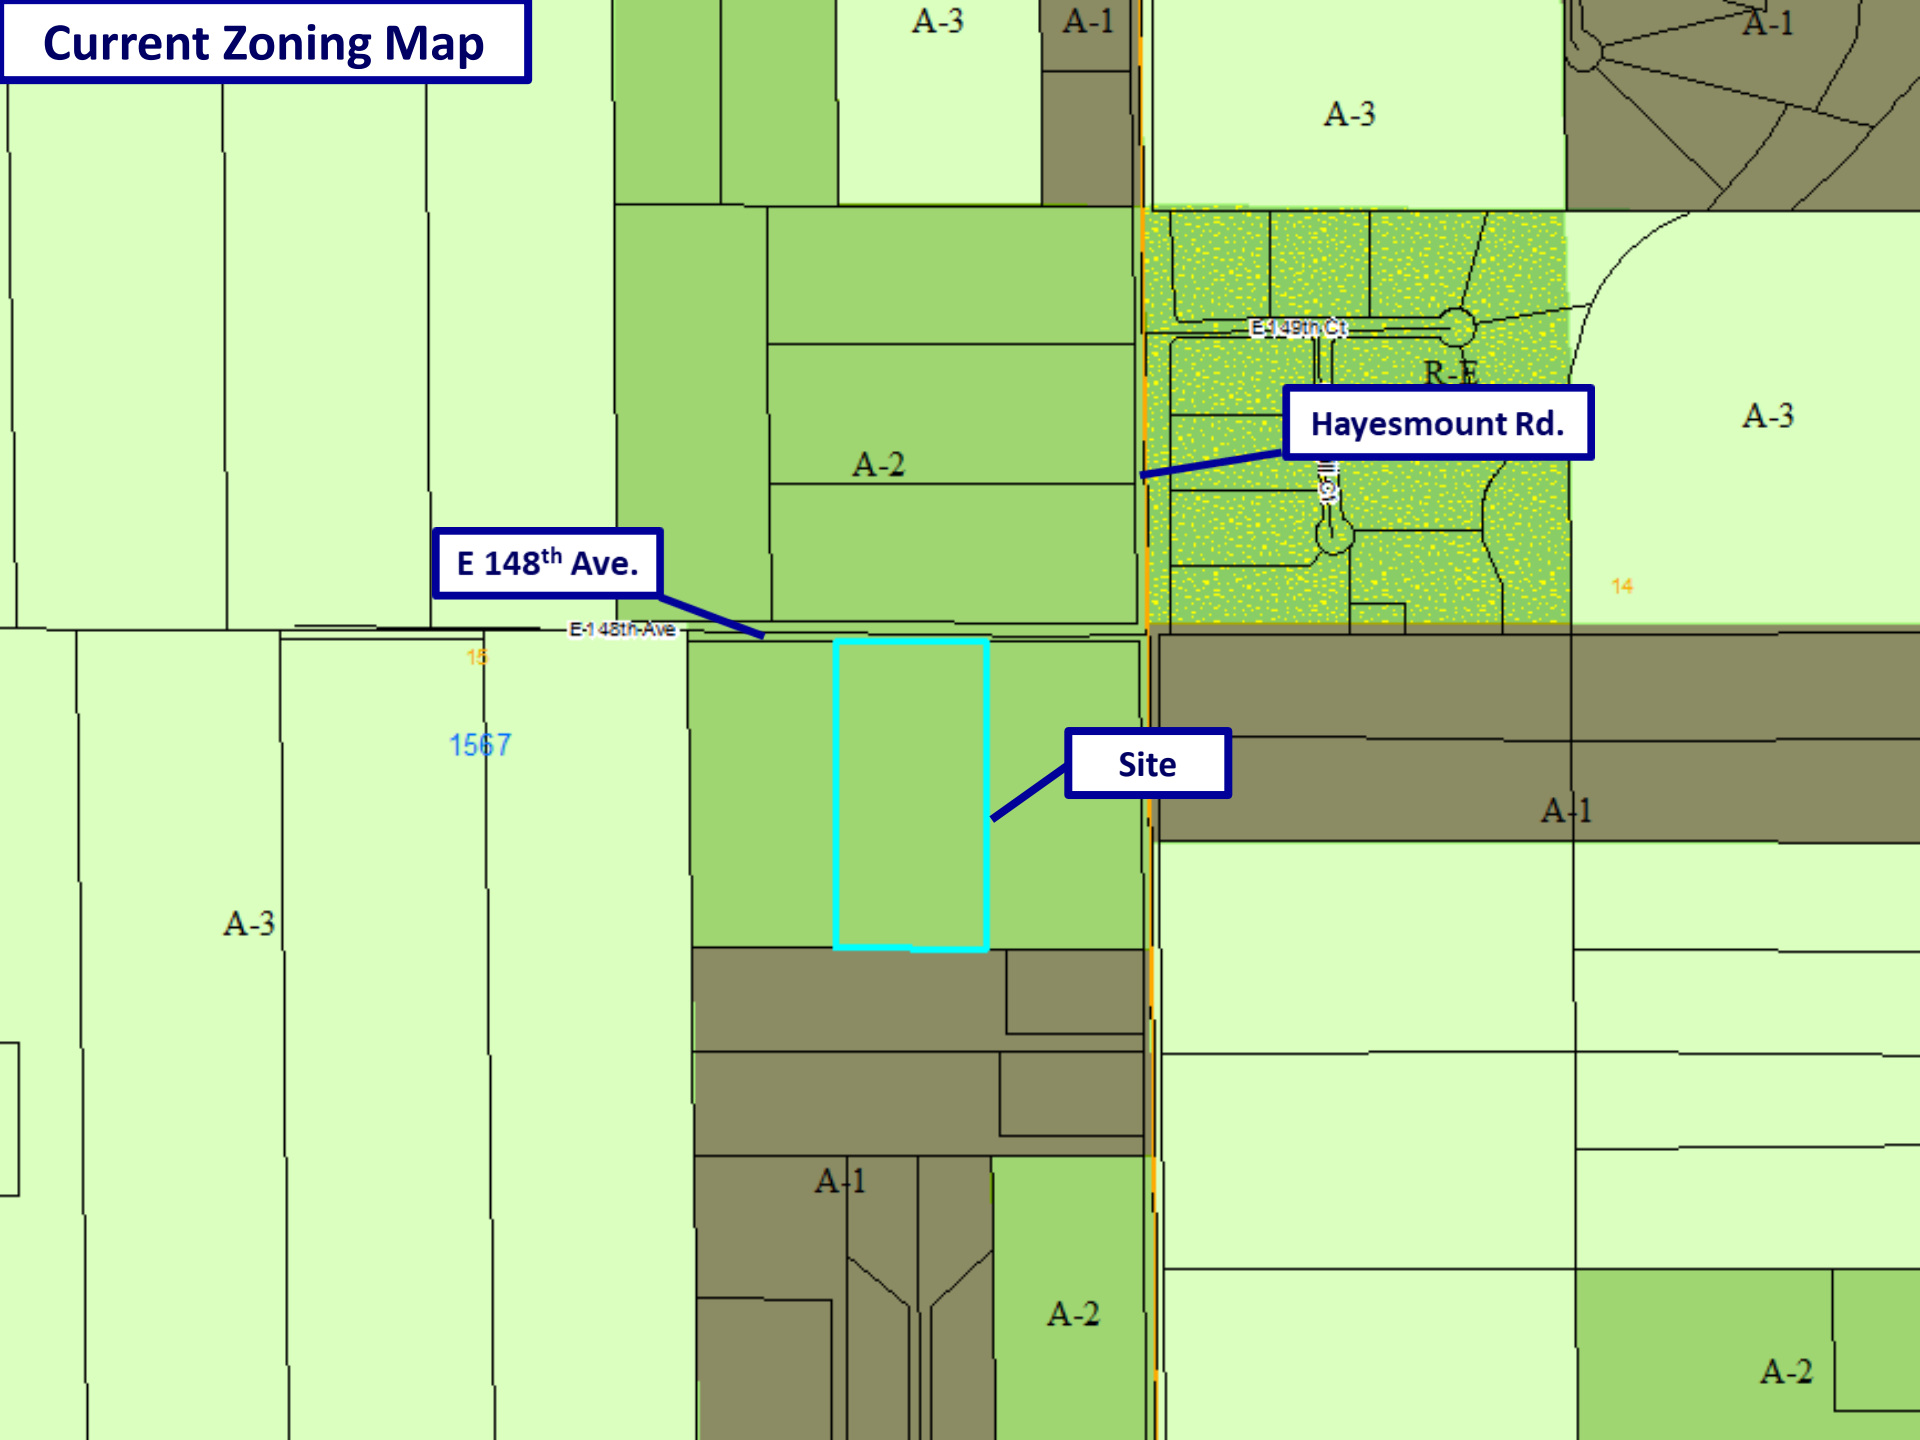 Current Zoning Map
A-3
A-1
A-1
A-3
E 149th Ct
R-E
Hayesmount Rd.
A-3
A-2
E 148th Ave.
14
E 148th Ave
15
1567
Site
A-1
A-3
A-1
A-2
A-2